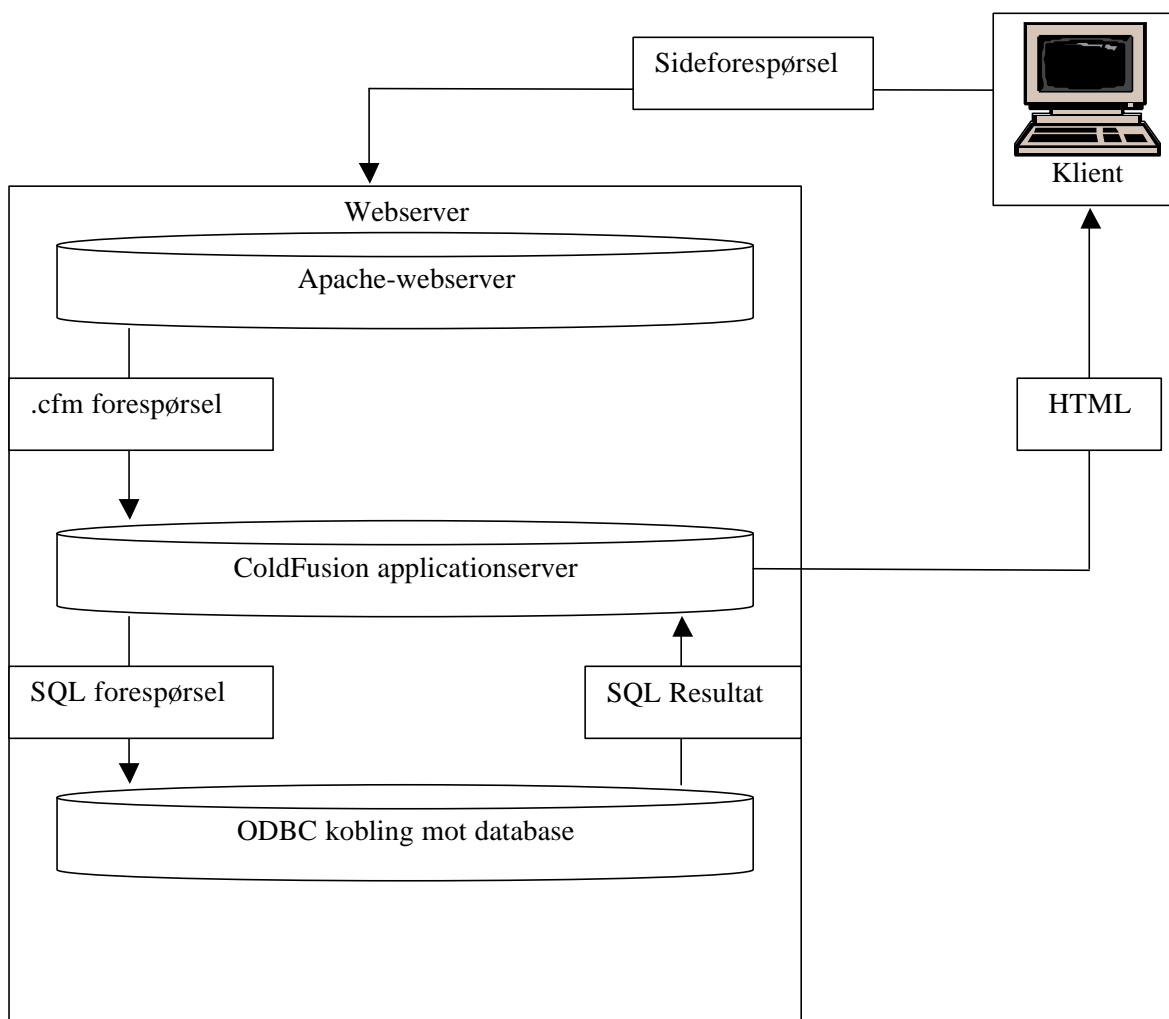 Sideforespørsel
Klient
Webserver
Apache-webserver
.cfm forespørsel
HTML
ColdFusion applicationserver
SQL forespørsel
SQL Resultat
ODBC kobling mot database